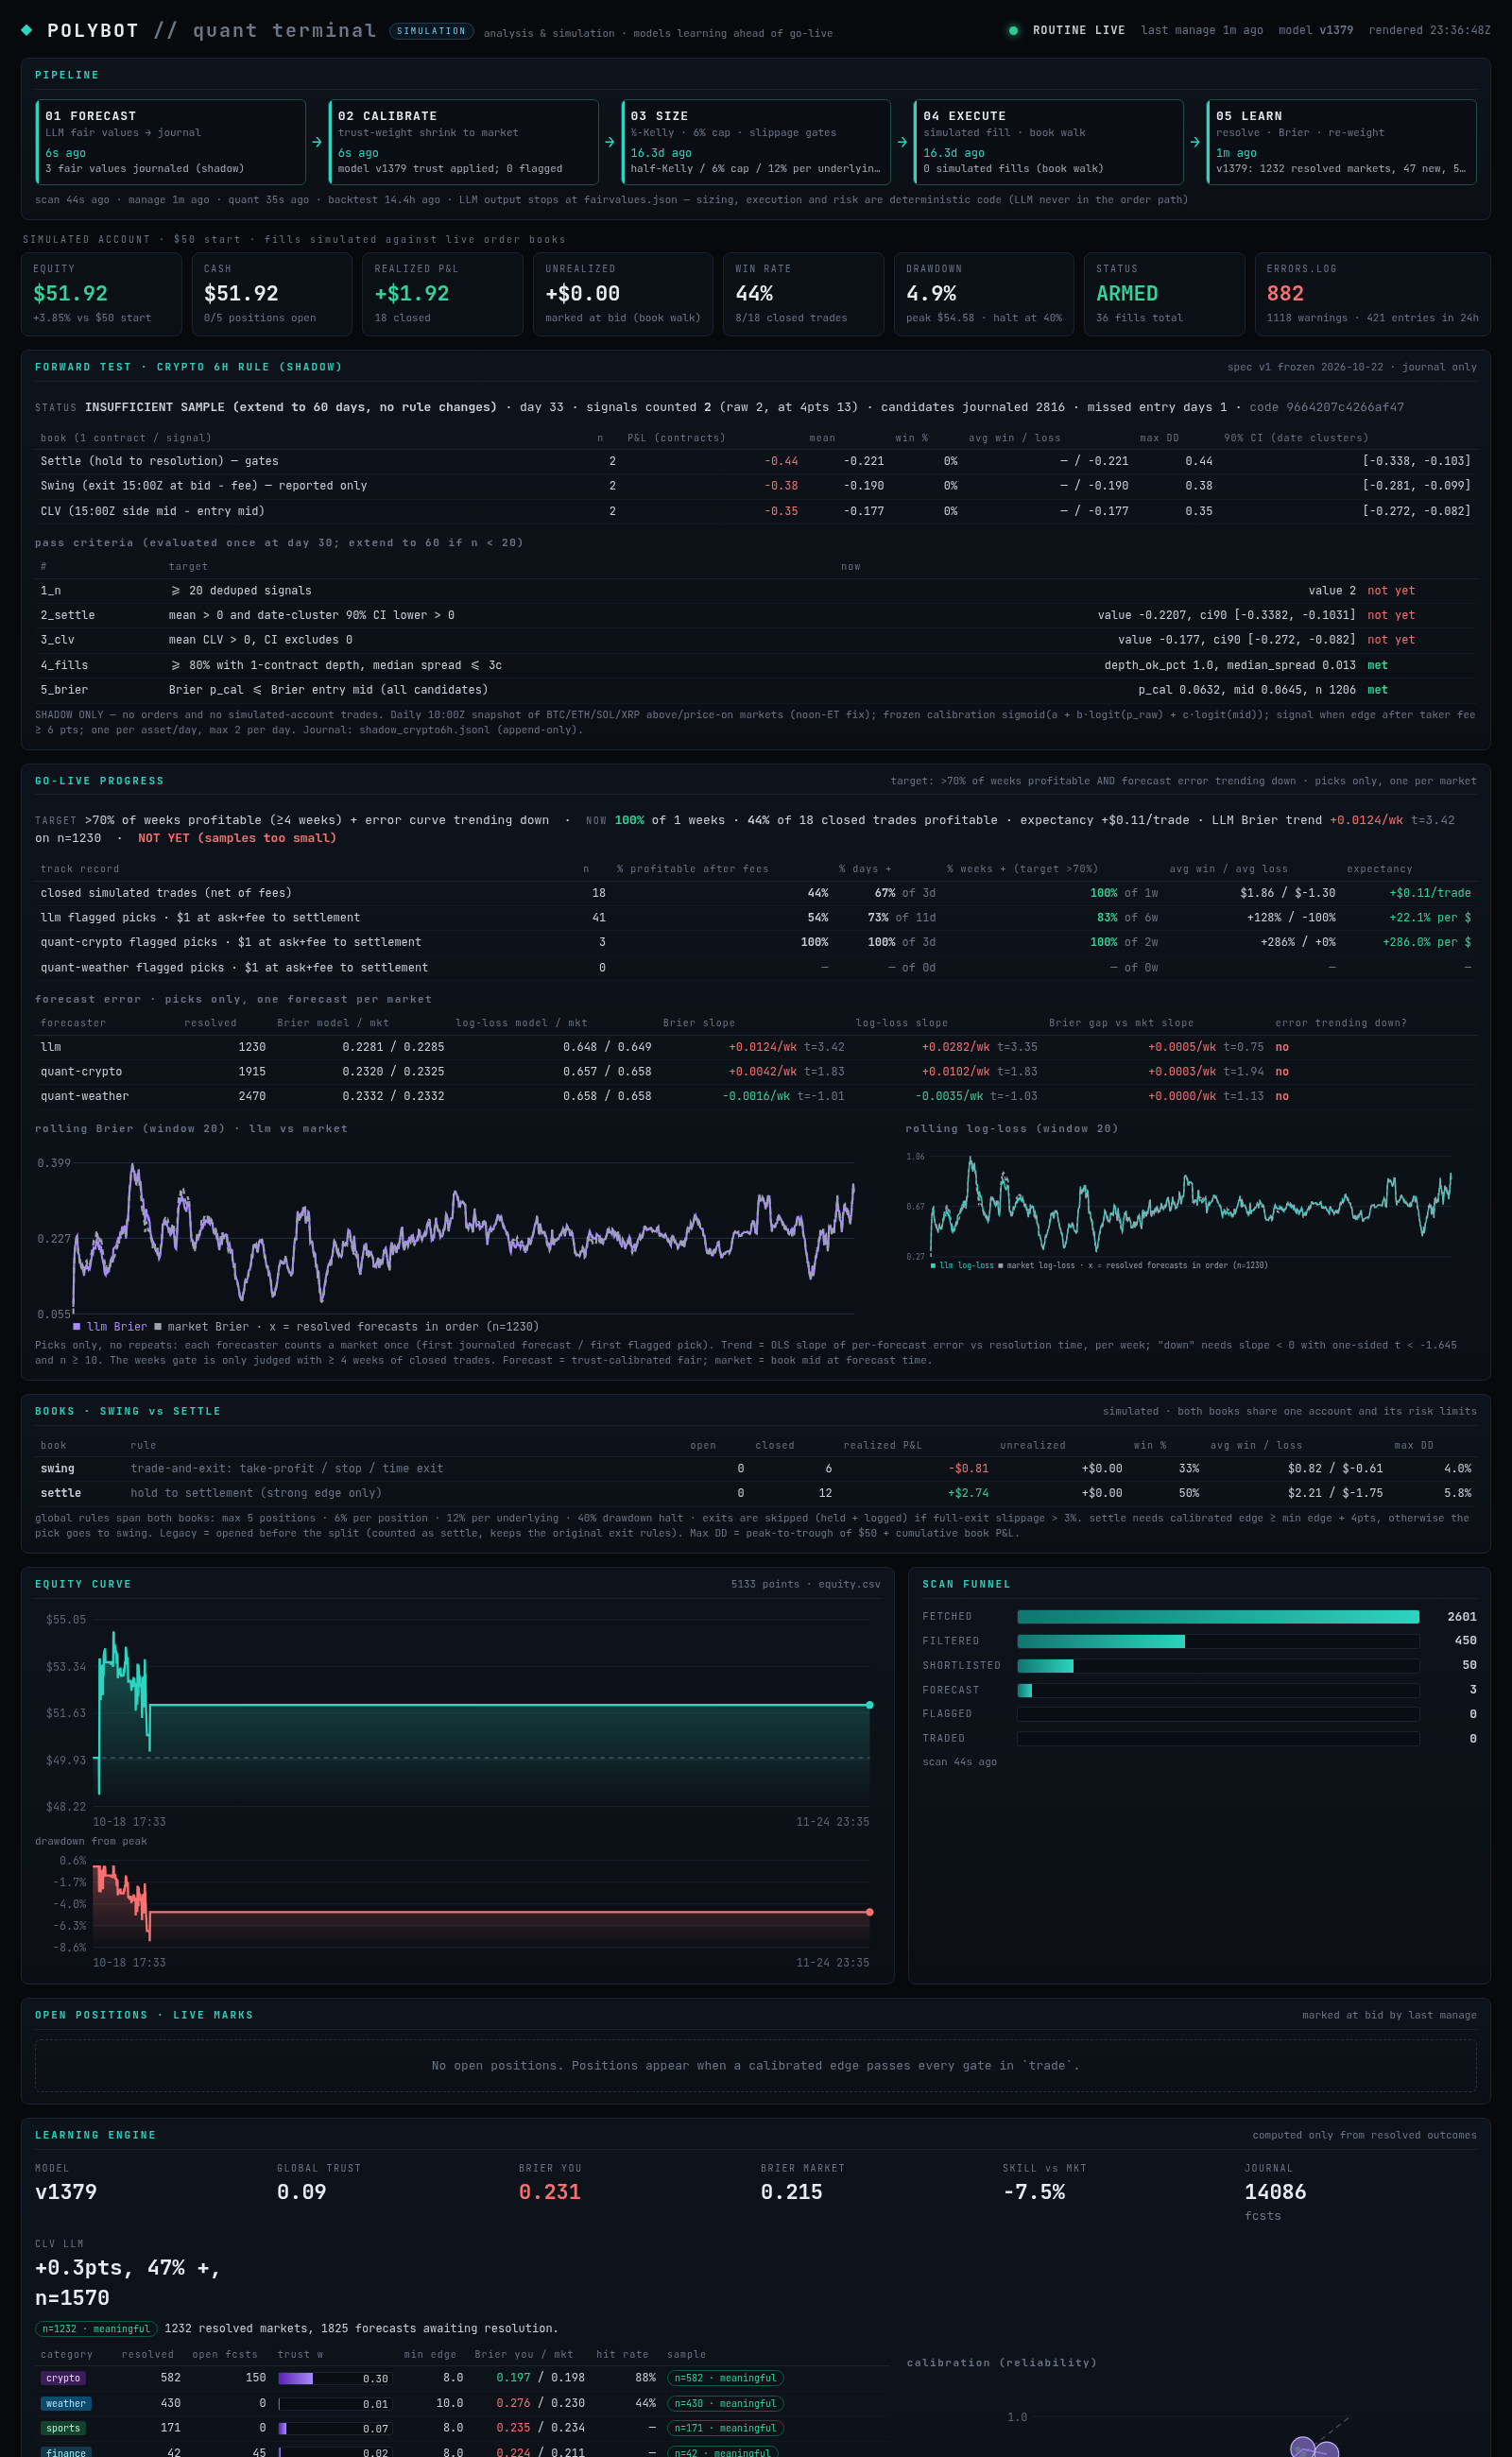 ◆ POLYBOT // quant terminal SIMULATION analysis & simulation · models learning ahead of go-live ROUTINE LIVE last manage 1m ago model v1379 rendered 23:36:48Z
PIPELINE
01 FORECAST
LLM fair values → journal
6s ago
3 fair values journaled (shadow)
→
02 CALIBRATE
trust-weight shrink to market
6s ago
model v1379 trust applied; 0 flagged
→
03 SIZE
½-Kelly · 6% cap · slippage gates
16.3d ago
half-Kelly / 6% cap / 12% per underlyin…
→
04 EXECUTE
simulated fill · book walk
16.3d ago
0 simulated fills (book walk)
→
05 LEARN
resolve · Brier · re-weight
1m ago
v1379: 1232 resolved markets, 47 new, 5…
scan 44s ago · manage 1m ago · quant 35s ago · backtest 14.4h ago · LLM output stops at fairvalues.json — sizing, execution and risk are deterministic code (LLM never in the order path)
SIMULATED ACCOUNT · $50 start · fills simulated against live order books
EQUITY
$51.92
+3.85% vs $50 start
CASH
$51.92
0/5 positions open
REALIZED P&L
+$1.92
18 closed
UNREALIZED
+$0.00
marked at bid (book walk)
WIN RATE
44%
8/18 closed trades
DRAWDOWN
4.9%
peak $54.58 · halt at 40%
STATUS
ARMED
36 fills total
ERRORS.LOG
882
1118 warnings · 421 entries in 24h
FORWARD TEST · CRYPTO 6H RULE (SHADOW) spec v1 frozen 2026-10-22 · journal only
STATUS INSUFFICIENT SAMPLE (extend to 60 days, no rule changes) · day 33 · signals counted 2 (raw 2, at 4pts 13) · candidates journaled 2816 · missed entry days 1 · code 9664207c4266af47
book (1 contract / signal) n P&L (contracts) mean win % avg win / loss max DD 90% CI (date clusters)
Settle (hold to resolution) — gates 2 -0.44 -0.221 0% — / -0.221 0.44 [-0.338, -0.103]
Swing (exit 15:00Z at bid - fee) — reported only 2 -0.38 -0.190 0% — / -0.190 0.38 [-0.281, -0.099]
CLV (15:00Z side mid - entry mid) 2 -0.35 -0.177 0% — / -0.177 0.35 [-0.272, -0.082]
pass criteria (evaluated once at day 30; extend to 60 if n < 20)
# target now
1_n ≥ 20 deduped signals value 2 not yet
2_settle mean > 0 and date-cluster 90% CI lower > 0 value -0.2207, ci90 [-0.3382, -0.1031] not yet
3_clv mean CLV > 0, CI excludes 0 value -0.177, ci90 [-0.272, -0.082] not yet
4_fills ≥ 80% with 1-contract depth, median spread ≤ 3c depth_ok_pct 1.0, median_spread 0.013 met
5_brier Brier p_cal ≤ Brier entry mid (all candidates) p_cal 0.0632, mid 0.0645, n 1206 met
SHADOW ONLY — no orders and no simulated-account trades. Daily 10:00Z snapshot of BTC/ETH/SOL/XRP above/price-on markets (noon-ET fix); frozen calibration sigmoid(a + b·logit(p_raw) + c·logit(mid)); signal when edge after taker fee
≥ 6 pts; one per asset/day, max 2 per day. Journal: shadow_crypto6h.jsonl (append-only).
GO-LIVE PROGRESS target: >70% of weeks profitable AND forecast error trending down · picks only, one per market
TARGET >70% of weeks profitable (≥4 weeks) + error curve trending down · NOW 100% of 1 weeks · 44% of 18 closed trades profitable · expectancy +$0.11/trade · LLM Brier trend +0.0124/wk t=3.42
on n=1230 · NOT YET (samples too small)
track record n % profitable after fees % days + % weeks + (target >70%) avg win / avg loss expectancy
closed simulated trades (net of fees) 18 44% 67% of 3d 100% of 1w $1.86 / $-1.30 +$0.11/trade
llm flagged picks · $1 at ask+fee to settlement 41 54% 73% of 11d 83% of 6w +128% / -100% +22.1% per $
quant-crypto flagged picks · $1 at ask+fee to settlement 3 100% 100% of 3d 100% of 2w +286% / +0% +286.0% per $
quant-weather flagged picks · $1 at ask+fee to settlement 0 — — of 0d — of 0w — —
forecast error · picks only, one forecast per market
forecaster resolved Brier model / mkt log-loss model / mkt Brier slope log-loss slope Brier gap vs mkt slope error trending down?
llm 1230 0.2281 / 0.2285 0.648 / 0.649 +0.0124/wk t=3.42 +0.0282/wk t=3.35 +0.0005/wk t=0.75 no
quant-crypto 1915 0.2320 / 0.2325 0.657 / 0.658 +0.0042/wk t=1.83 +0.0102/wk t=1.83 +0.0003/wk t=1.94 no
quant-weather 2470 0.2332 / 0.2332 0.658 / 0.658 -0.0016/wk t=-1.01 -0.0035/wk t=-1.03 +0.0000/wk t=1.13 no
rolling Brier (window 20) · llm vs market
0.399
0.227
0.055
■ llm Brier ■ market Brier · x = resolved forecasts in order (n=1230)
rolling log-loss (window 20)
1.06
0.67
0.27
■ llm log-loss ■ market log-loss · x = resolved forecasts in order (n=1230)
Picks only, no repeats: each forecaster counts a market once (first journaled forecast / first flagged pick). Trend = OLS slope of per-forecast error vs resolution time, per week; "down" needs slope < 0 with one-sided t < -1.645
and n ≥ 10. The weeks gate is only judged with ≥ 4 weeks of closed trades. Forecast = trust-calibrated fair; market = book mid at forecast time.
BOOKS · SWING vs SETTLE simulated · both books share one account and its risk limits
book rule open closed realized P&L unrealized win % avg win / loss max DD
swing trade-and-exit: take-profit / stop / time exit 0 6 -$0.81 +$0.00 33% $0.82 / $-0.61 4.0%
settle hold to settlement (strong edge only) 0 12 +$2.74 +$0.00 50% $2.21 / $-1.75 5.8%
global rules span both books: max 5 positions · 6% per position · 12% per underlying · 40% drawdown halt · exits are skipped (held + logged) if full-exit slippage > 3%. settle needs calibrated edge ≥ min edge + 4pts, otherwise the
pick goes to swing. Legacy = opened before the split (counted as settle, keeps the original exit rules). Max DD = peak-to-trough of $50 + cumulative book P&L.
EQUITY CURVE 5133 points · equity.csv
$55.05
$53.34
$51.63
$49.93
$48.22
10-18 17:33 11-24 23:35
drawdown from peak
0.6%
-1.7%
-4.0%
-6.3%
-8.6%
10-18 17:33 11-24 23:35
SCAN FUNNEL
FETCHED 2601
FILTERED 450
SHORTLISTED 50
FORECAST 3
FLAGGED 0
TRADED 0
scan 44s ago
OPEN POSITIONS · LIVE MARKS marked at bid by last manage
No open positions. Positions appear when a calibrated edge passes every gate in `trade`.
LEARNING ENGINE computed only from resolved outcomes
MODEL
v1379
GLOBAL TRUST
0.09
BRIER YOU
0.231
BRIER MARKET
0.215
SKILL vs MKT
-7.5%
JOURNAL
14086
fcsts
CLV LLM
+0.3pts, 47% +,
n=1570
n=1232 · meaningful 1232 resolved markets, 1825 forecasts awaiting resolution.
category resolved open fcsts trust w min edge Brier you / mkt hit rate sample
crypto 582 150 0.30 8.0 0.197 / 0.198 88% n=582 · meaningful
weather 430 0 0.01 10.0 0.276 / 0.230 44% n=430 · meaningful
sports 171 0 0.07 8.0 0.235 / 0.234 — n=171 · meaningful
finance 42 45 0.02 8.0 0.224 / 0.211 — n=42 · meaningful
calibration (reliability)
1.0